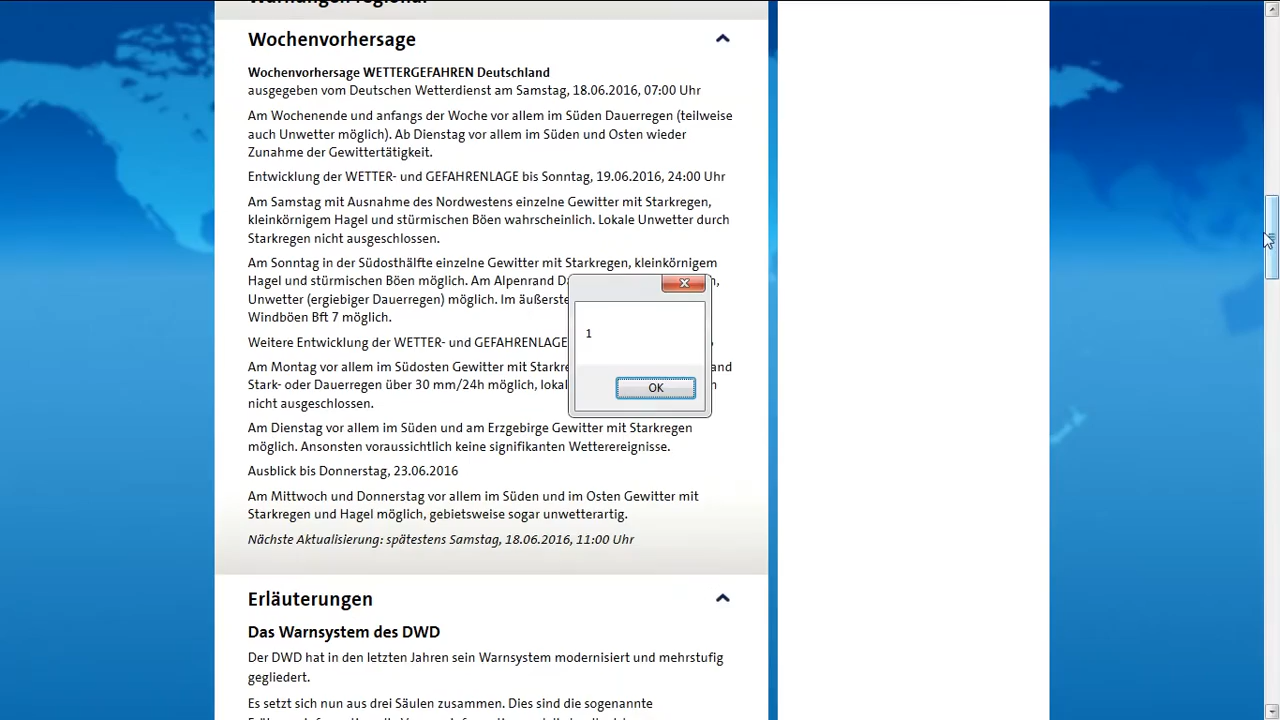 Warnungen regional
Wochenvorhersage
Wochenvorhersage WETTERGEFAHREN Deutschland
ausgegeben vom Deutschen Wetterdienst am Samstag, 18.06.2016, 07:00 Uhr
Am Wochenende und anfangs der Woche vor allem im Süden Dauerregen (teilweise
auch Unwetter möglich). Ab Dienstag vor allem im Süden und Osten wieder
Zunahme der Gewittertätigkeit.
Entwicklung der WETTER- und GEFAHRENLAGE bis Sonntag, 19.06.2016, 24:00 Uhr
Am Samstag mit Ausnahme des Nordwestens einzelne Gewitter mit Starkregen,
kleinkörnigem Hagel und stürmischen Böen wahrscheinlich. Lokale Unwetter durch
Starkregen nicht ausgeschlossen.
Am Sonntag in der Südosthälfte einzelne Gewitter mit Starkregen, kleinkörnigem
Hagel und stürmischen Böen möglich. Am Alpenrand
Unwetter (ergiebiger Dauerregen) möglich. Im äußerste
Windböen Bft 7 möglich.
Weitere Entwicklung der WETTER- und GEFAHRENLAGE
Am Montag vor allem im Südosten Gewitter mit Starkre
Stark- oder Dauerregen über 30 mm/24h möglich,
nicht ausgeschlossen.
1
OK
Am Dienstag vor allem im Süden und am Erzgebirge Gewitter mit Starkregen
möglich. Ansonsten voraussichtlich keine signifikanten Wetterereignisse.
Ausblick bis Donnerstag, 23.06.2016
Am Mittwoch und Donnerstag vor allem im Süden und im Osten Gewitter mit
Starkregen und Hagel möglich, gebietsweise sogar unwetterartig.
Nächste Aktualisierung: spätestens Samstag, 18.06.2016, 11:00 Uhr
Erläuterungen
Das Warnsystem des DWD
Der DWD hat in den letzten Jahren sein Warnsystem modernisiert und mehrstufig
gegliedert.
Es setzt sich nun aus drei Säulen zusammen. Dies sind die sogenannte